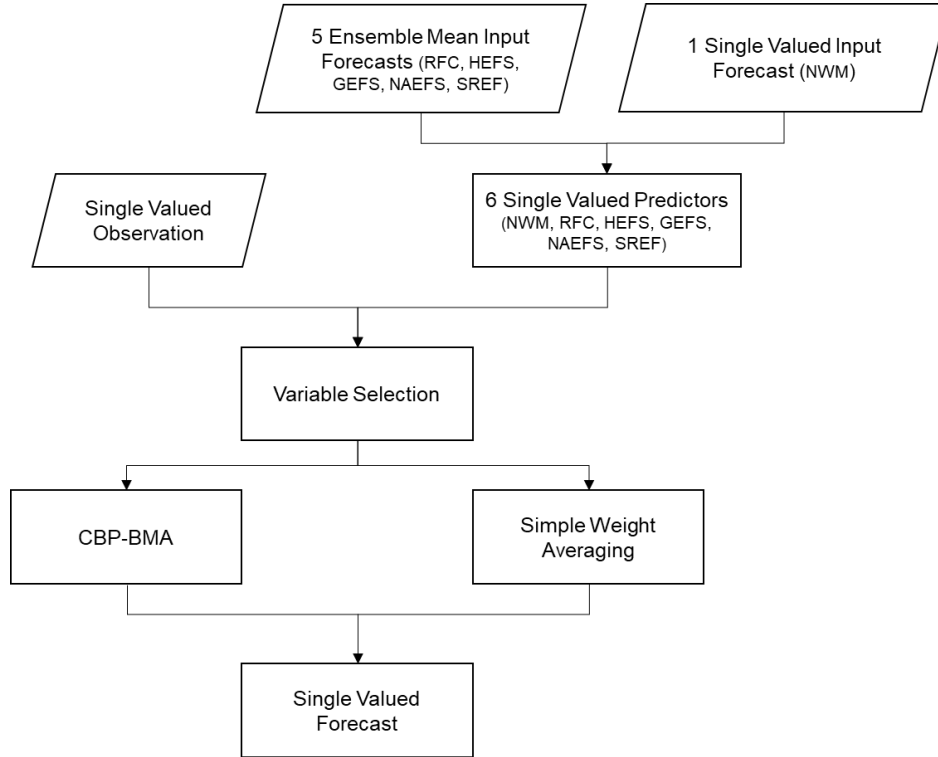 5 Ensemble Mean Input
Forecasts (RFC, HEFS,
GEFS, NAEFS, SREF)
1 Single Valued Input
Forecast (NWM)
Single Valued
Observation
6 Single Valued Predictors
(NWM, RFC, HEFS, GEFS,
NAEFS, SREF)
Variable Selection
CBP-BMA
Simple Weight
Averaging
Single Valued
Forecast